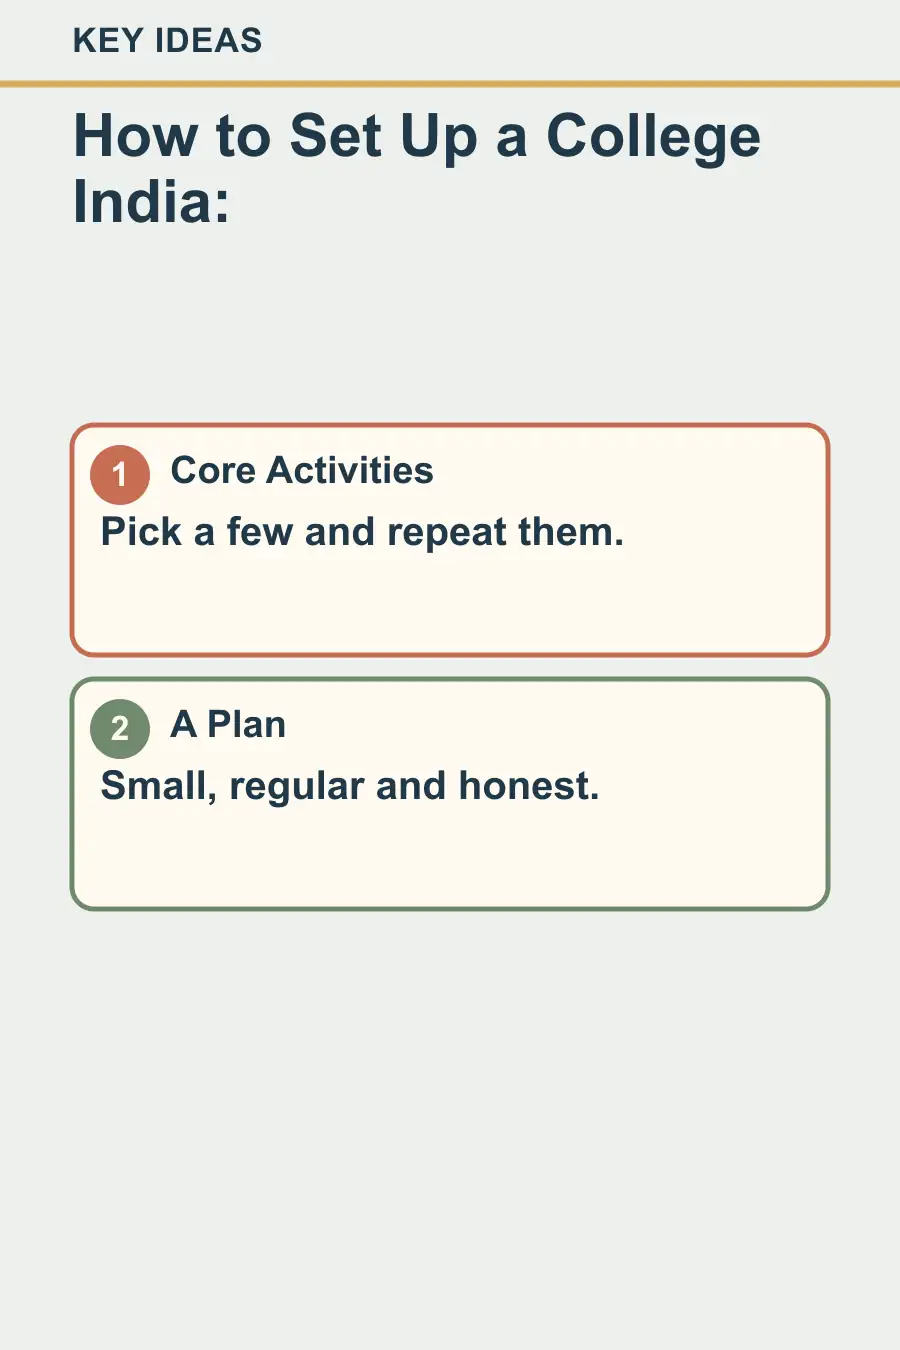 KEY IDEAS
How to Set Up a College
India:
1 Core Activities
Pick a few and repeat them.
2 A Plan
Small, regular and honest.